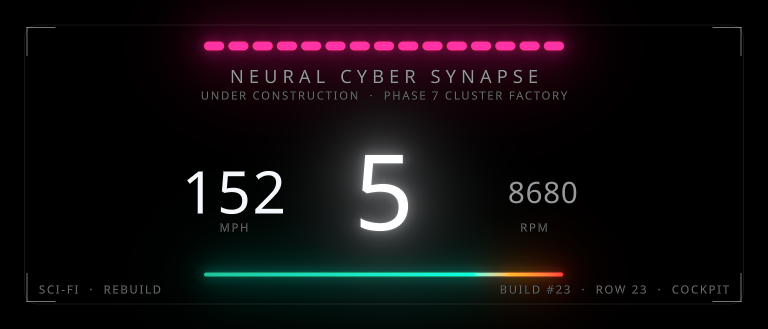 NEURAL CYBER SYNAPSE
UNDER CONSTRUCTION · PHASE 7 CLUSTER FACTORY
152
MPH
5
8680
RPM
SCI-FI · REBUILD
BUILD #23 · ROW 23 · COCKPIT